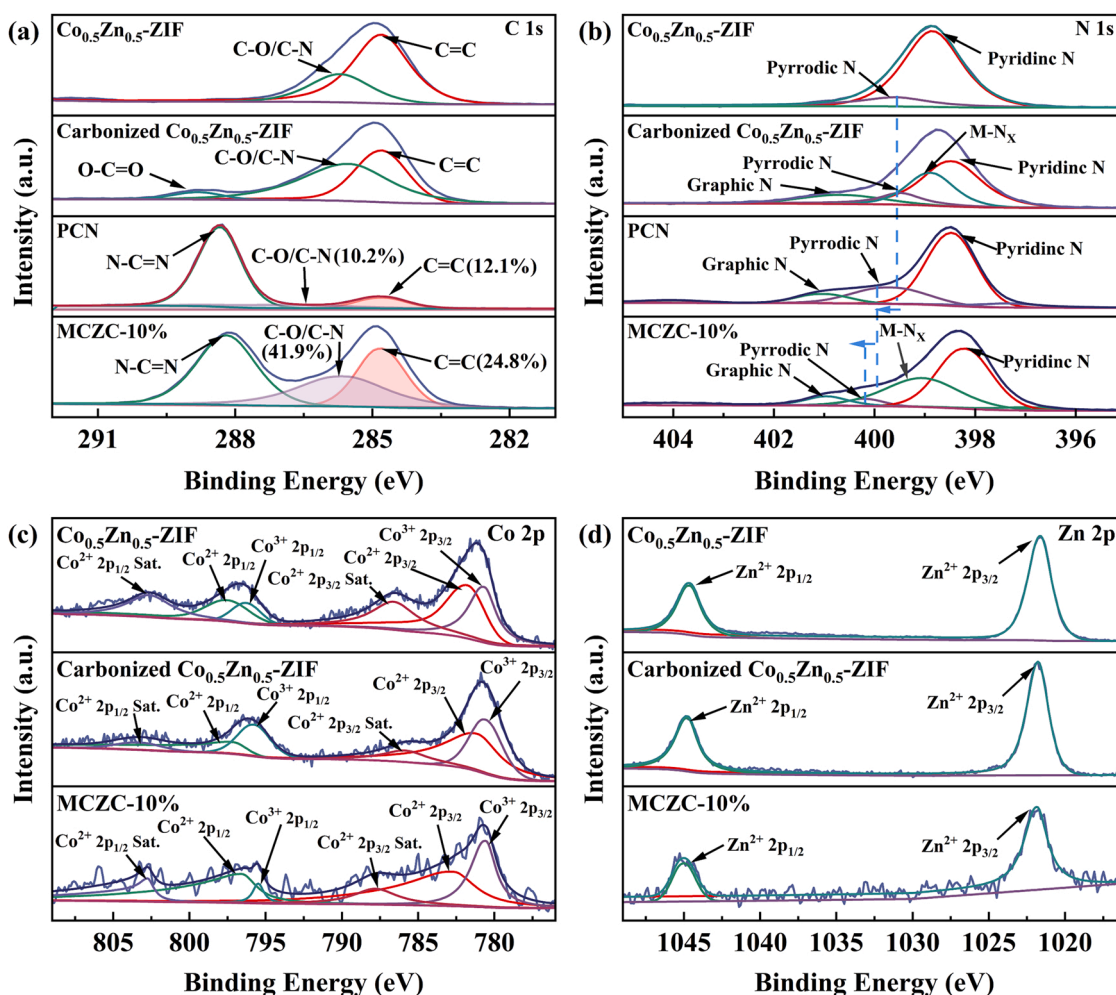 (a)
Co0.5Zn0.5-ZIF
C 1s
C-O/C-N
C=C
Carbonized Co0.5Zn0.5-ZIF
O-C=O
C-O/C-N
C=C
PCN
N-C=N
C-O/C-N(10.2%)
C=C(12.1%)
MCZC-10%
N-C=N
C-O/C-N
(41.9%)
C=C(24.8%)
291 288 285 282
Binding Energy (eV)
Intensity (a.u.)
(b)
Co0.5Zn0.5-ZIF
N 1s
Pyrrodic N
Pyridinc N
Carbonized Co0.5Zn0.5-ZIF
M-NX
Pyrrodic N
Pyridinc N
Graphic N
PCN
Pyrrodic N
Pyridinc N
Graphic N
MCZC-10%
M-NX
Pyrrodic N
Graphic N
Pyridinc N
404 402 400 398 396
Binding Energy (eV)
Intensity (a.u.)
(c)
Co0.5Zn0.5-ZIF
Co 2p
Co2+ 2p1/2 Sat.
Co2+ 2p1/2
Co3+ 2p1/2
Co2+ 2p3/2 Sat.
Co2+ 2p3/2
Co3+ 2p3/2
Carbonized Co0.5Zn0.5-ZIF
Co2+ 2p1/2 Sat.
Co2+ 2p1/2
Co3+ 2p1/2
Co2+ 2p3/2 Sat.
Co2+ 2p3/2
Co3+ 2p3/2
MCZC-10%
Co2+ 2p1/2 Sat.
Co2+ 2p1/2
Co3+ 2p1/2
Co2+ 2p3/2 Sat.
Co2+ 2p3/2
Co3+ 2p3/2
805 800 795 790 785 780
Binding Energy (eV)
Intensity (a.u.)
(d)
Co0.5Zn0.5-ZIF
Zn 2p
Zn2+ 2p1/2
Zn2+ 2p3/2
Carbonized Co0.5Zn0.5-ZIF
Zn2+ 2p1/2
Zn2+ 2p3/2
MCZC-10%
Zn2+ 2p1/2
Zn2+ 2p3/2
1045 1040 1035 1030 1025 1020
Binding Energy (eV)
Intensity (a.u.)